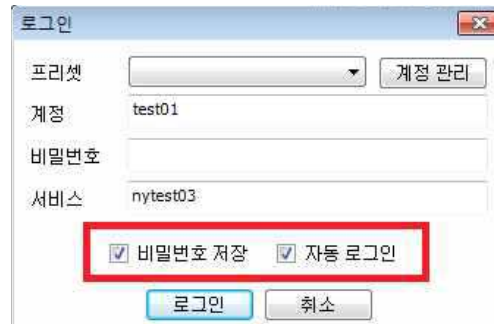 로그인
프리셋 계정 관리
계정 test01
비밀번호
서비스 nytest03
비밀번호 저장 자동 로그인
로그인 취소